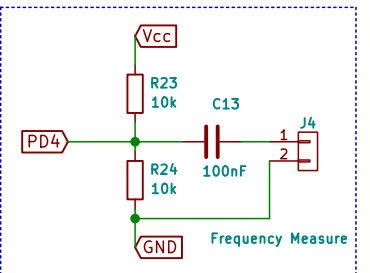 Vcc
R23
10k
C13
J4
PD4
1
2
R24
10k
100nF
GND
Frequency Measure